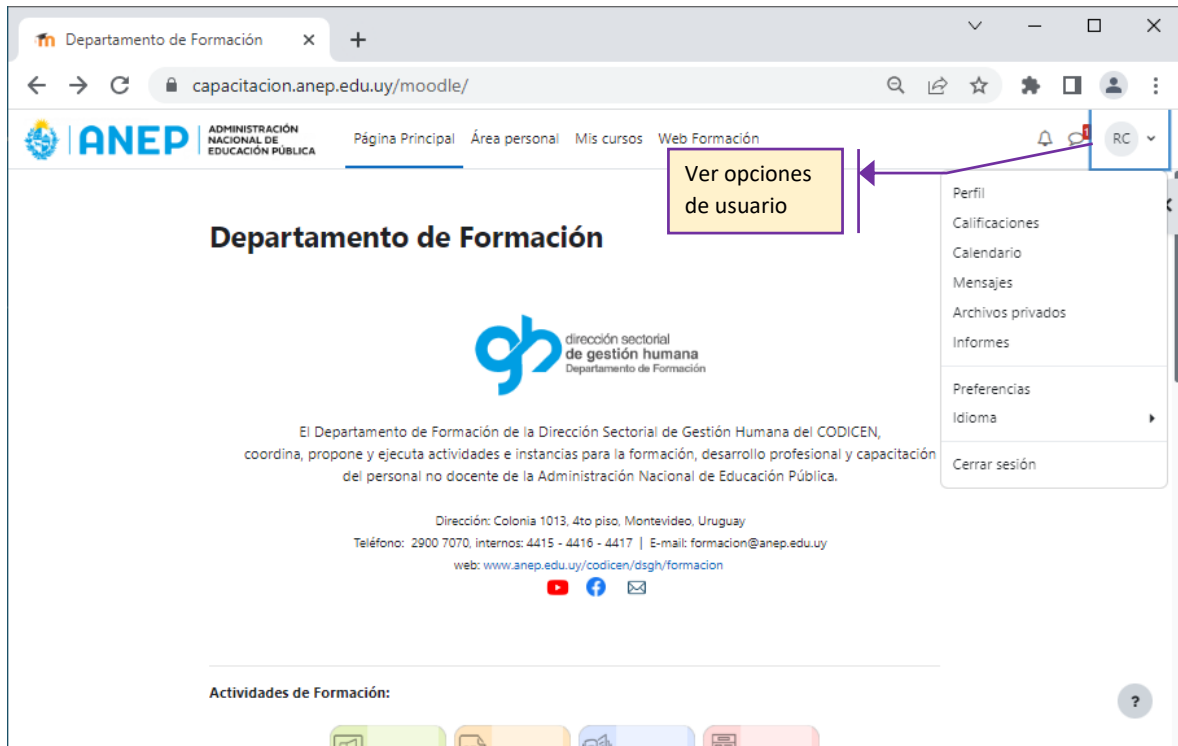 Departamento de Formación
capacitacion.anep.edu.uy/moodle/
ANEP
ADMINISTRACIÓN
NACIONAL DE
EDUCACIÓN PÚBLICA
Página Principal Área personal Mis cursos Web Formación
1
RC
Ver opciones
de usuario
Perfil
Calificaciones
Calendario
Mensajes
Archivos privados
Informes
Preferencias
Idioma
Cerrar sesión
Departamento de Formación
gh
dirección sectorial
de gestión humana
Departamento de Formación
El Departamento de Formación de la Dirección Sectorial de Gestión Humana del CODICEN,
coordina, propone y ejecuta actividades e instancias para la formación, desarrollo profesional y capacitación
del personal no docente de la Administración Nacional de Educación Pública.
Dirección: Colonia 1013, 4to piso, Montevideo, Uruguay
Teléfono: 2900 7070, internos: 4415 - 4416 - 4417 | E-mail: formacion@anep.edu.uy
web: www.anep.edu.uy/codicen/dsgh/formacion
Actividades de Formación:
?